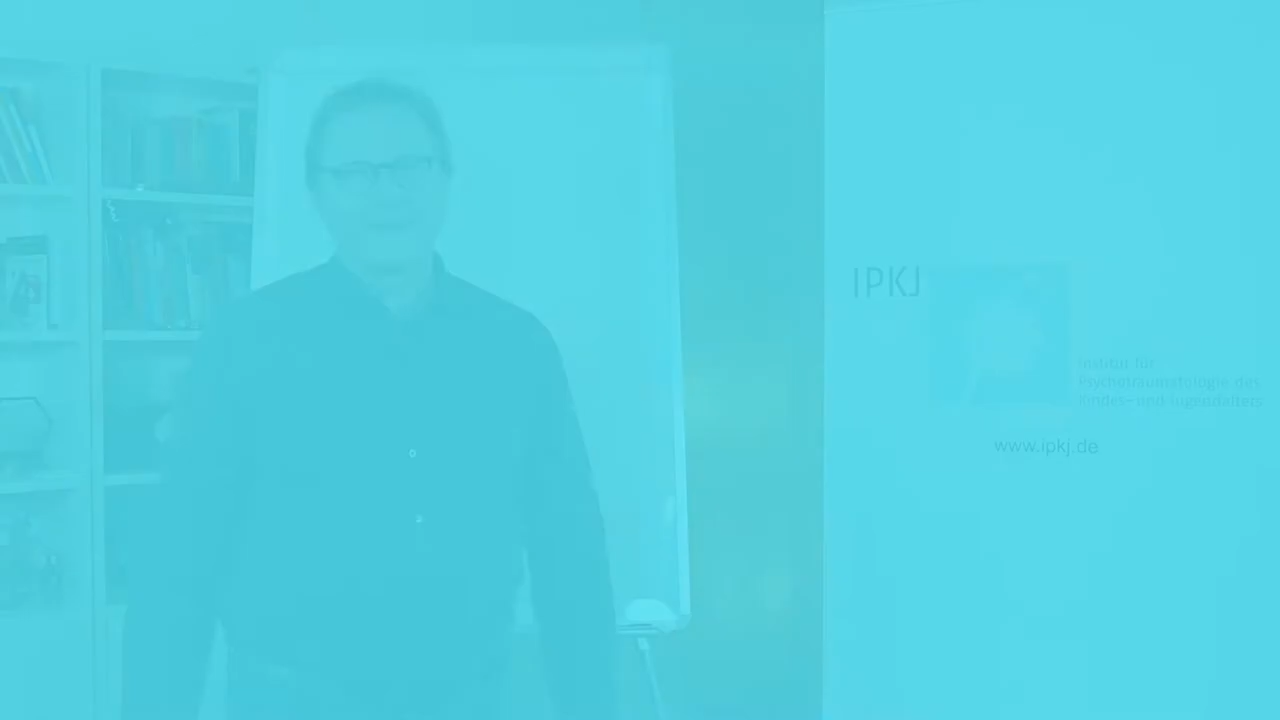 IPKJ
Institut für
Psychotraumatologie des
Kindes- und Jugendalters
www.ipkj.de